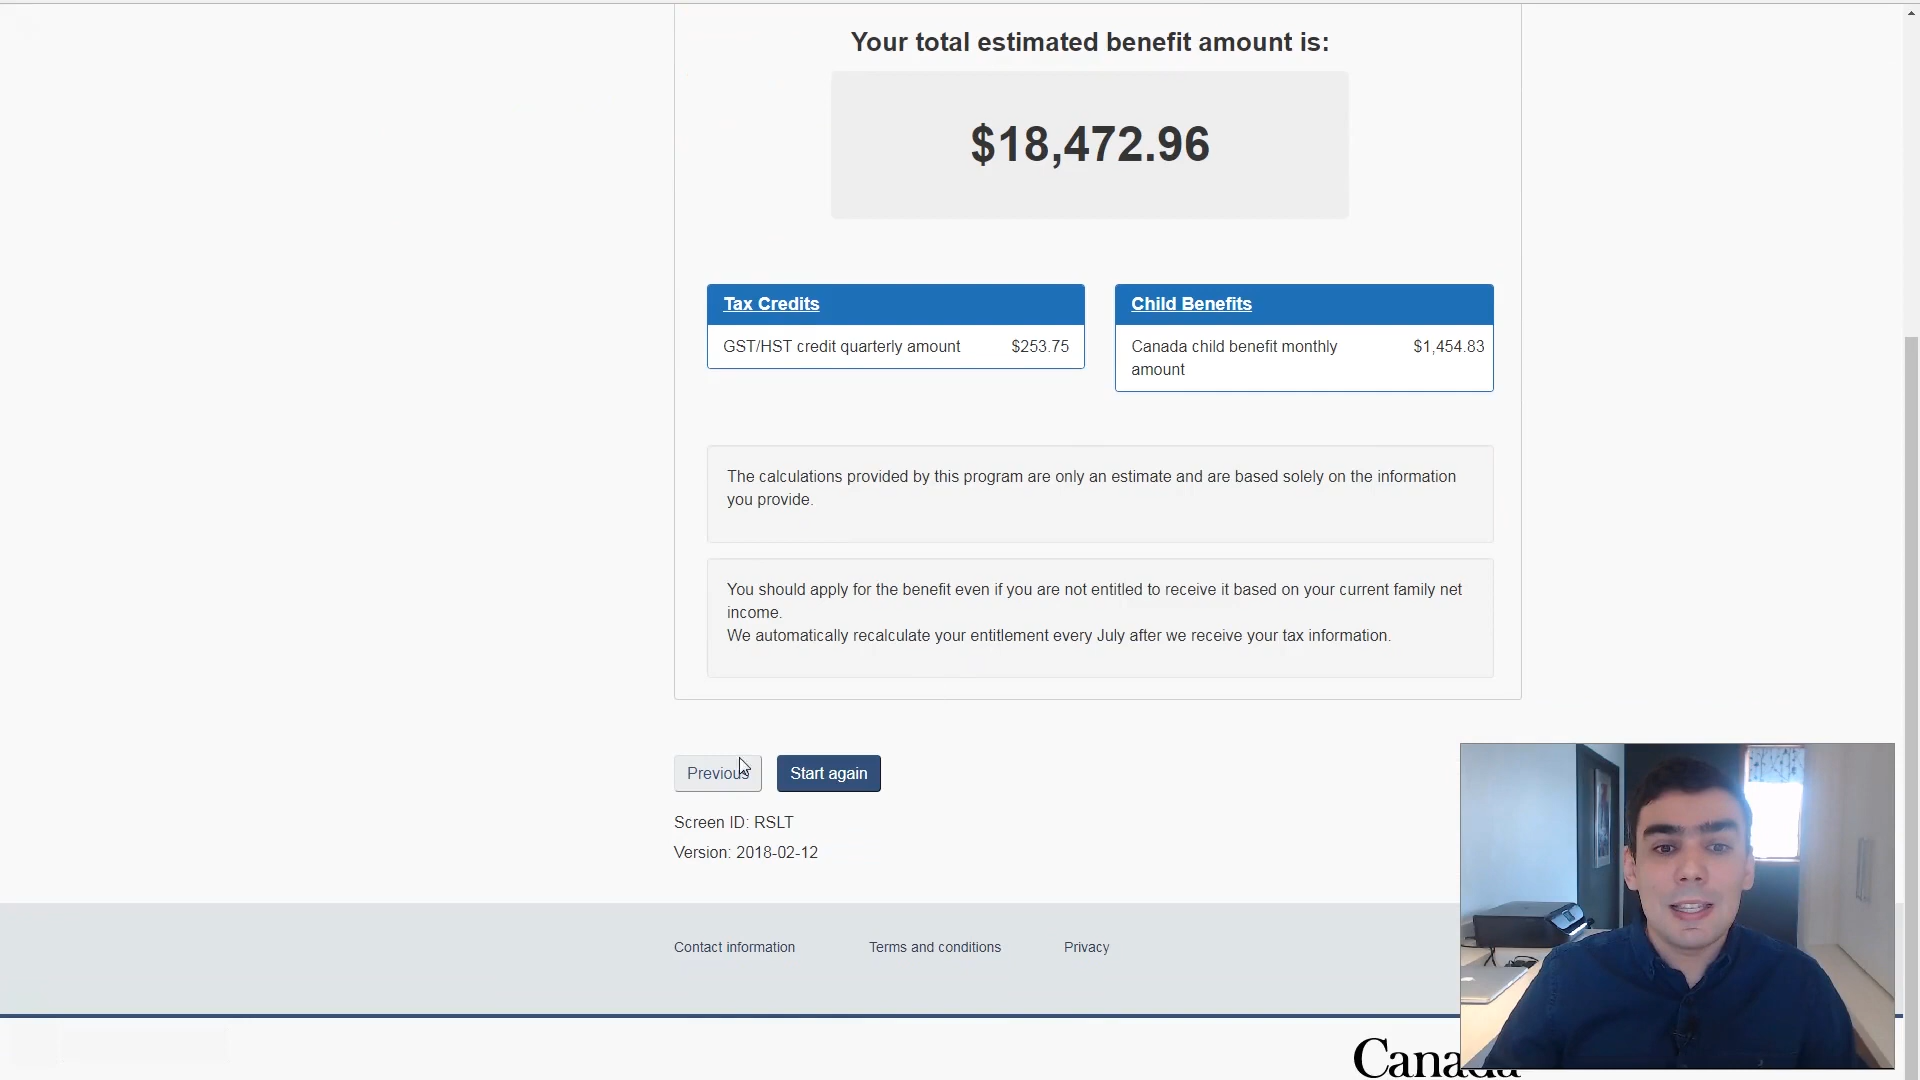 Your total estimated benefit amount is:
$18,472.96
Tax Credits
GST/HST credit quarterly amount $253.75
Child Benefits
Canada child benefit monthly $1,454.83
amount
The calculations provided by this program are only an estimate and are based solely on the information
you provide.
You should apply for the benefit even if you are not entitled to receive it based on your current family net
income.
We automatically recalculate your entitlement every July after we receive your tax information.
Previous
Start again
Screen ID: RSLT
Version: 2018-02-12
Contact information
Terms and conditions
Privacy
Canada